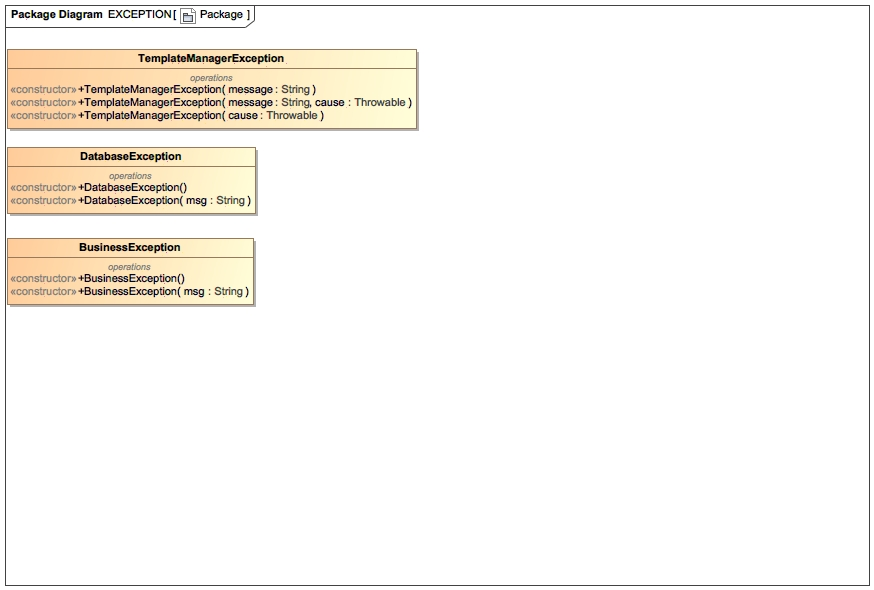 Package Diagram EXCEPTION [ Package ]
TemplateManagerException
operations
«constructor» +TemplateManagerException( message : String )
«constructor» +TemplateManagerException( message : String, cause : Throwable )
«constructor» +TemplateManagerException( cause : Throwable )
DatabaseException
operations
«constructor» +DatabaseException()
«constructor» +DatabaseException( msg : String )
BusinessException
operations
«constructor» +BusinessException()
«constructor» +BusinessException( msg : String )